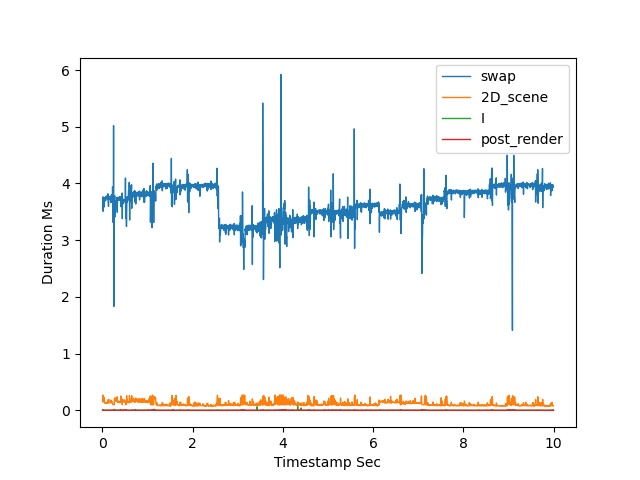 swap
2D_scene
I
post_render
6
5
4
3
2
1
0
Duration Ms
0 2 4 6 8 10
Timestamp Sec